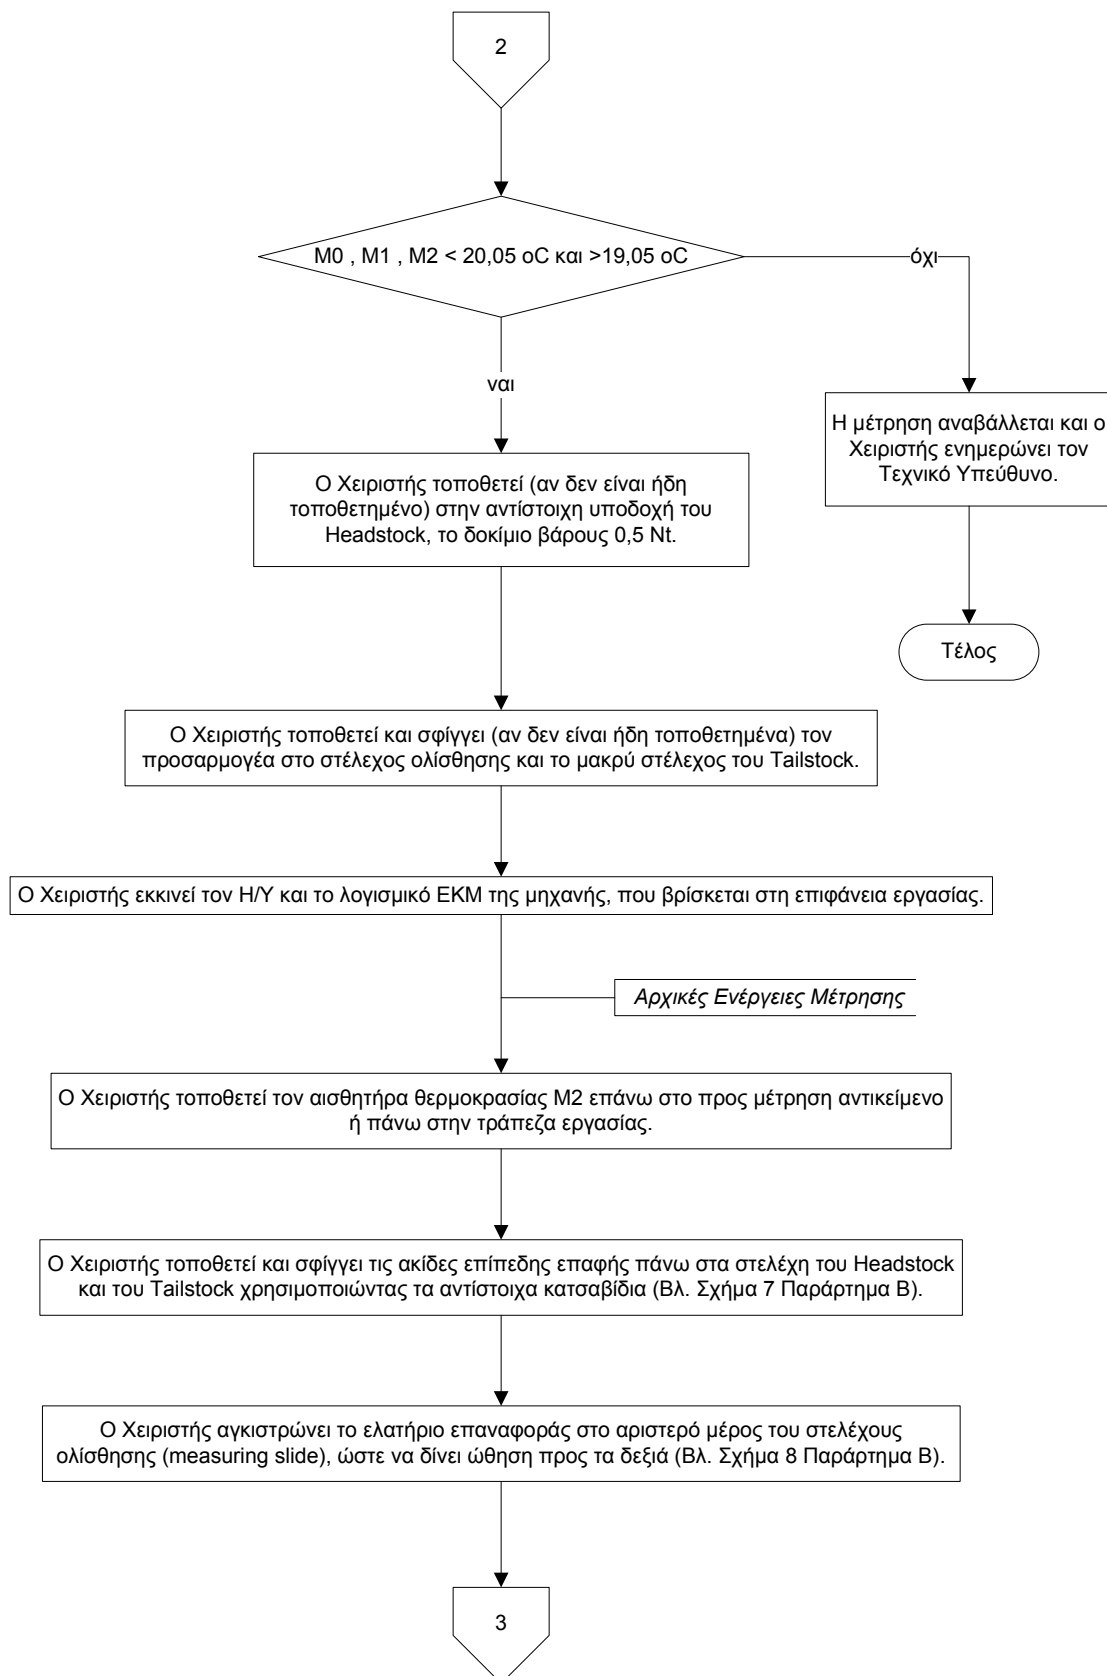 2
M0 , M1 , M2 < 20,05 oC και >19,05 oC
όχι
ναι
Η μέτρηση αναβάλλεται και ο
Χειριστής ενημερώνει τον
Τεχνικό Υπεύθυνο.
Ο Χειριστής τοποθετεί (αν δεν είναι ήδη
τοποθετημένο) στην αντίστοιχη υποδοχή του
Headstock, το δοκίμιο βάρους 0,5 Nt.
Τέλος
Ο Χειριστής τοποθετεί και σφίγγει (αν δεν είναι ήδη τοποθετημένα) τον
προσαρμογέα στο στέλεχος ολίσθησης και το μακρύ στέλεχος του Tailstock.
Ο Χειριστής εκκινεί τον Η/Υ και το λογισμικό ΕΚΜ της μηχανής, που βρίσκεται στη επιφάνεια εργασίας.
Αρχικές Ενέργειες Μέτρησης
Ο Χειριστής τοποθετεί τον αισθητήρα θερμοκρασίας Μ2 επάνω στο προς μέτρηση αντικείμενο
ή πάνω στην τράπεζα εργασίας.
Ο Χειριστής τοποθετεί και σφίγγει τις ακίδες επίπεδης επαφής πάνω στα στελέχη του Headstock
και του Tailstock χρησιμοποιώντας τα αντίστοιχα κατσαβίδια (Βλ. Σχήμα 7 Παράρτημα Β).
Ο Χειριστής αγκιστρώνει το ελατήριο επαναφοράς στο αριστερό μέρος του στελέχους
ολίσθησης (measuring slide), ώστε να δίνει ώθηση προς τα δεξιά (Βλ. Σχήμα 8 Παράρτημα Β).
3